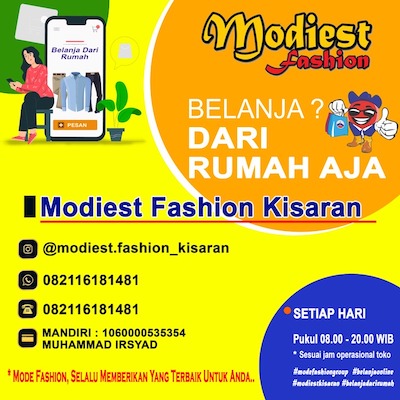 Belanja Dari
Rumah
PESAN
Modiest
fashion
BELANJA ?
DARI
RUMAH AJA
Modiest Fashion Kisaran
@modiest.fashion_kisaran
082116181481
082116181481
MANDIRI : 1060000535354
MUHAMMAD IRSYAD
* MODE FASHION, SELALU MEMBERIKAN YANG TERBAIK UNTUK ANDA..
SETIAP HARI
Pukul 08.00 - 20.00 WIB
* Sesuai jam operasional toko
#modefashiongroup #belanjaonline
#modiestkisaran #belanjadarirumah